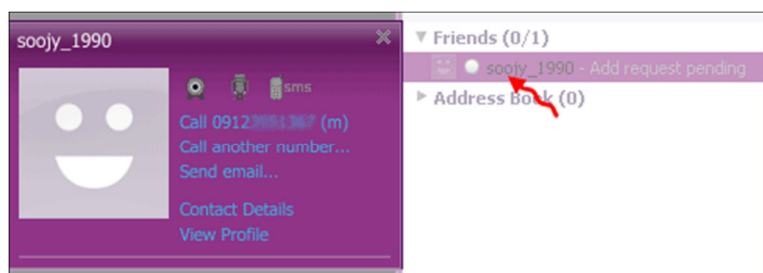 soojy_1990
sms
Call 0912 (m)
Call another number...
Send email...
Contact Details
View Profile
Friends (0/1)
soojy_1990 - Add request pending
Address Book (0)